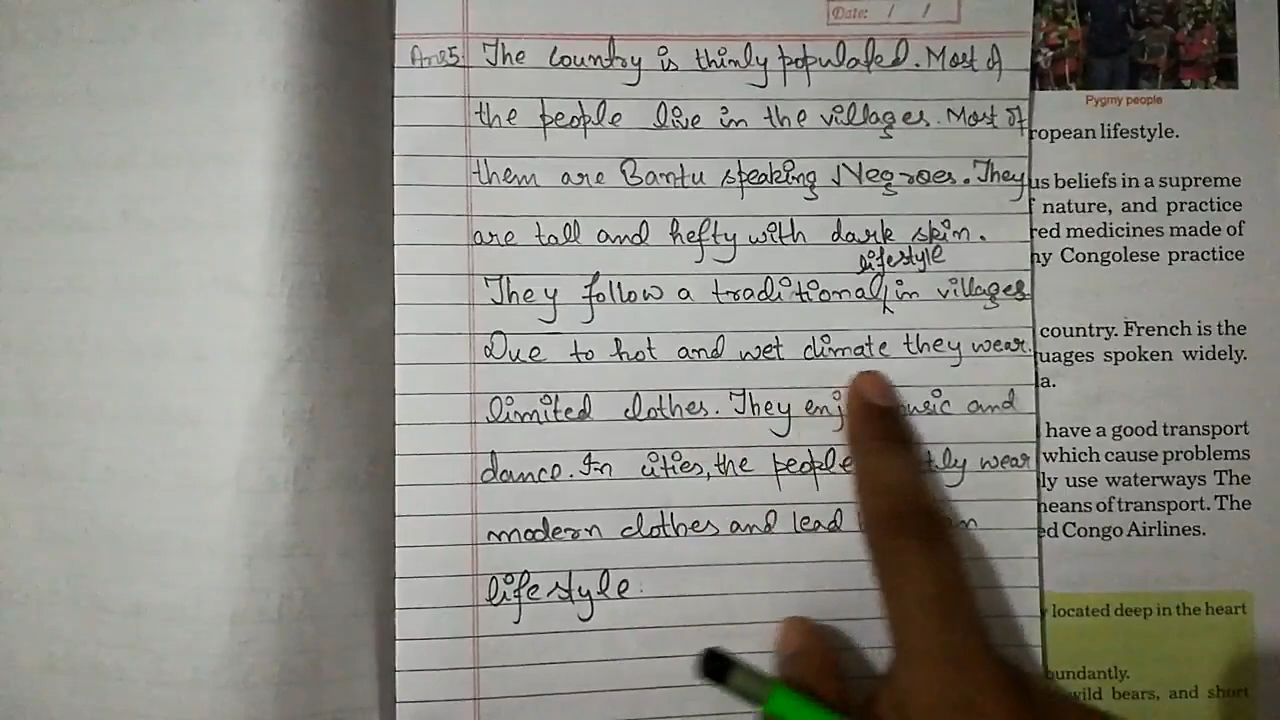 Date: / /
Ans5 The country is thinly populated. Most of
the people live in the villages. Most of
them are Bantu speaking Negroes. They
are tall and hefty with dark skin.
lifestyle
They follow a traditional in villages
Due to hot and wet climate they wear
limited clothes. They music and
dance. In cities, the people wear
modern clothes and lead
lifestyle.
Pygmy people
ropean lifestyle.
us beliefs in a supreme
nature, and practice
red medicines made of
ny Congolese practice
country. French is the
uages spoken widely.
a.
have a good transport
which cause problems
ly use waterways The
neans of transport. The
ed Congo Airlines.
located deep in the heart
bundantly.
wild bears, and short